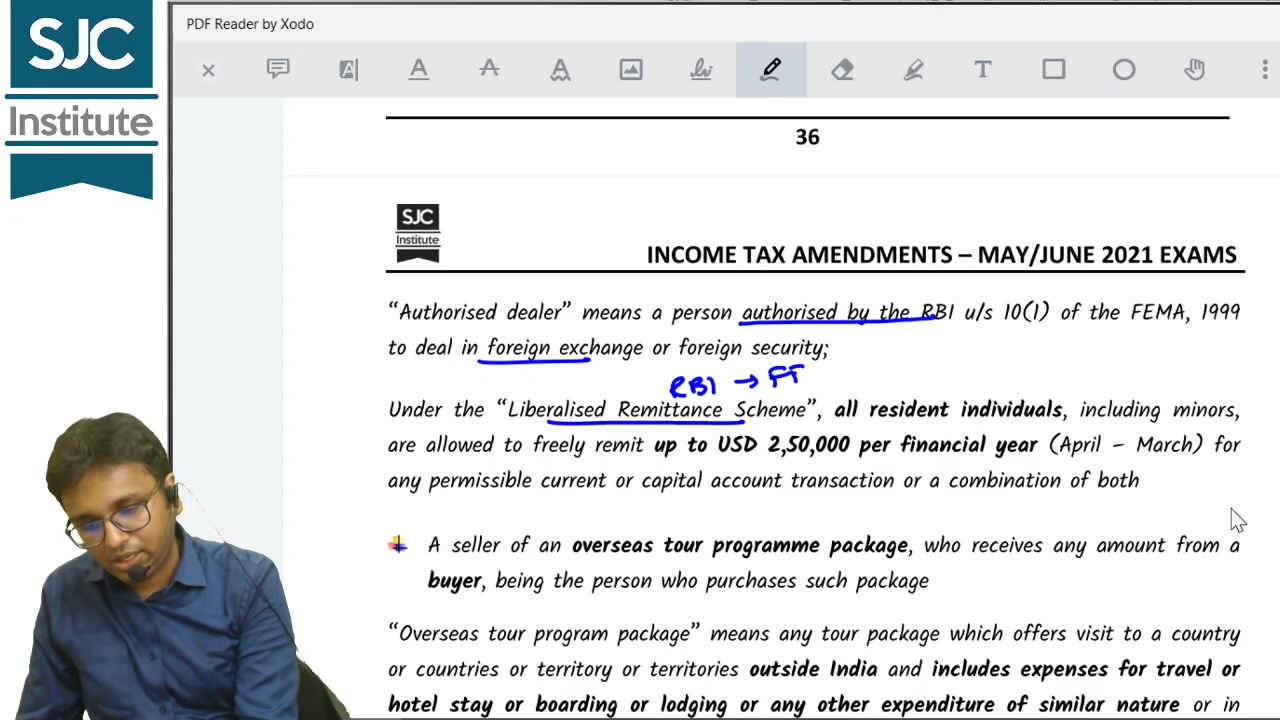 SJC
Institute
PDF Reader by Xodo
36
SJC
Institute
INCOME TAX AMENDMENTS – MAY/JUNE 2021 EXAMS
“Authorised dealer” means a person authorised by the RBI u/s 10(1) of the FEMA, 1999
to deal in foreign exchange or foreign security;
RBI → FT
Under the “Liberalised Remittance Scheme”, all resident individuals, including minors,
are allowed to freely remit up to USD 2,50,000 per financial year (April – March) for
any permissible current or capital account transaction or a combination of both
A seller of an overseas tour programme package, who receives any amount from a
buyer, being the person who purchases such package
“Overseas tour program package” means any tour package which offers visit to a country
or countries or territory or territories outside India and includes expenses for travel or
hotel stay or boarding or lodging or any other expenditure of similar nature or in